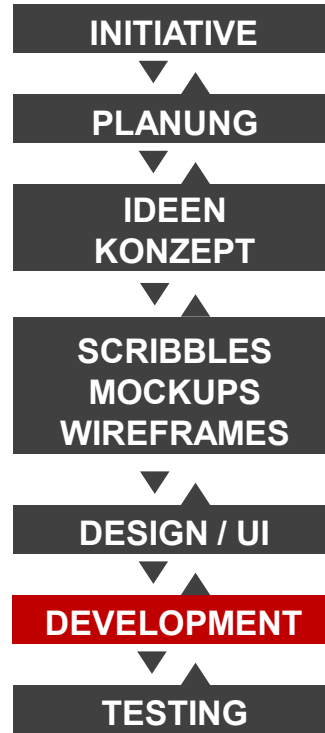 INITIATIVE
PLANUNG
IDEEN
KONZEPT
SCRIBBLES
MOCKUPS
WIREFRAMES
DESIGN / UI
DEVELOPMENT
TESTING